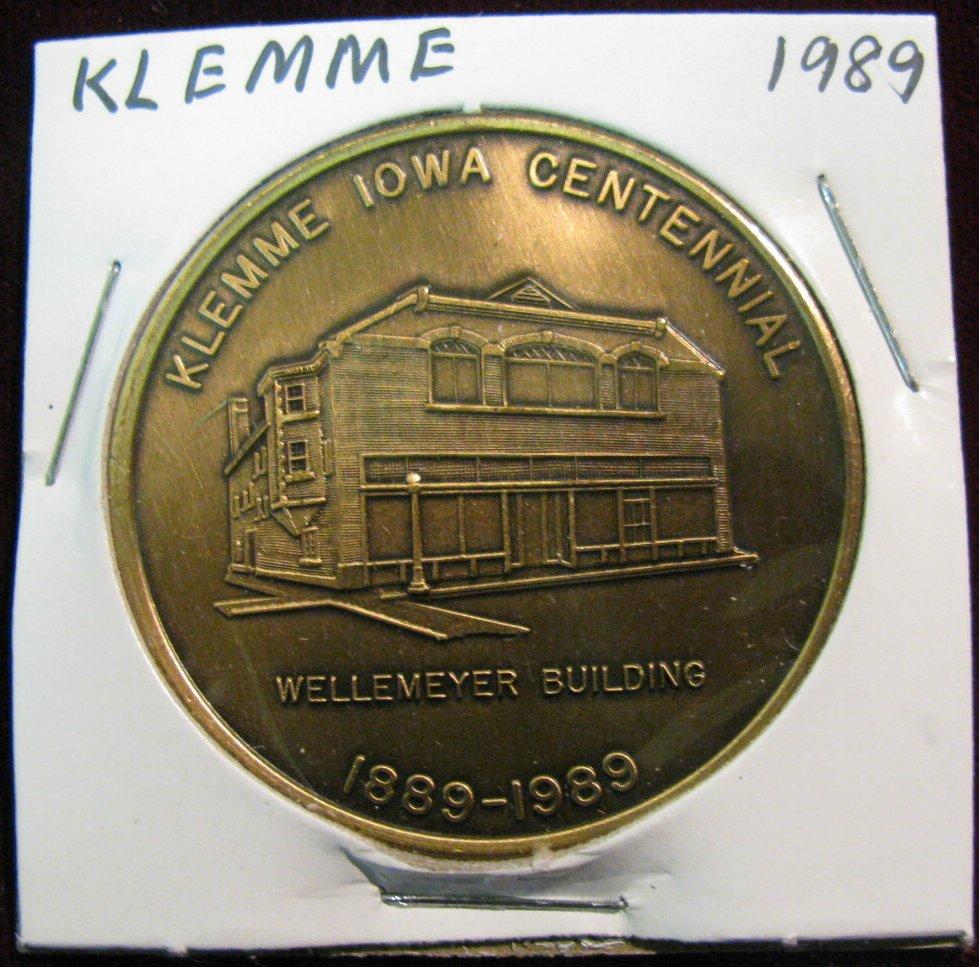 KLEMME 1989
KLEMME IOWA CENTENNIAL
WELLEMEYER BUILDING
1889-1989